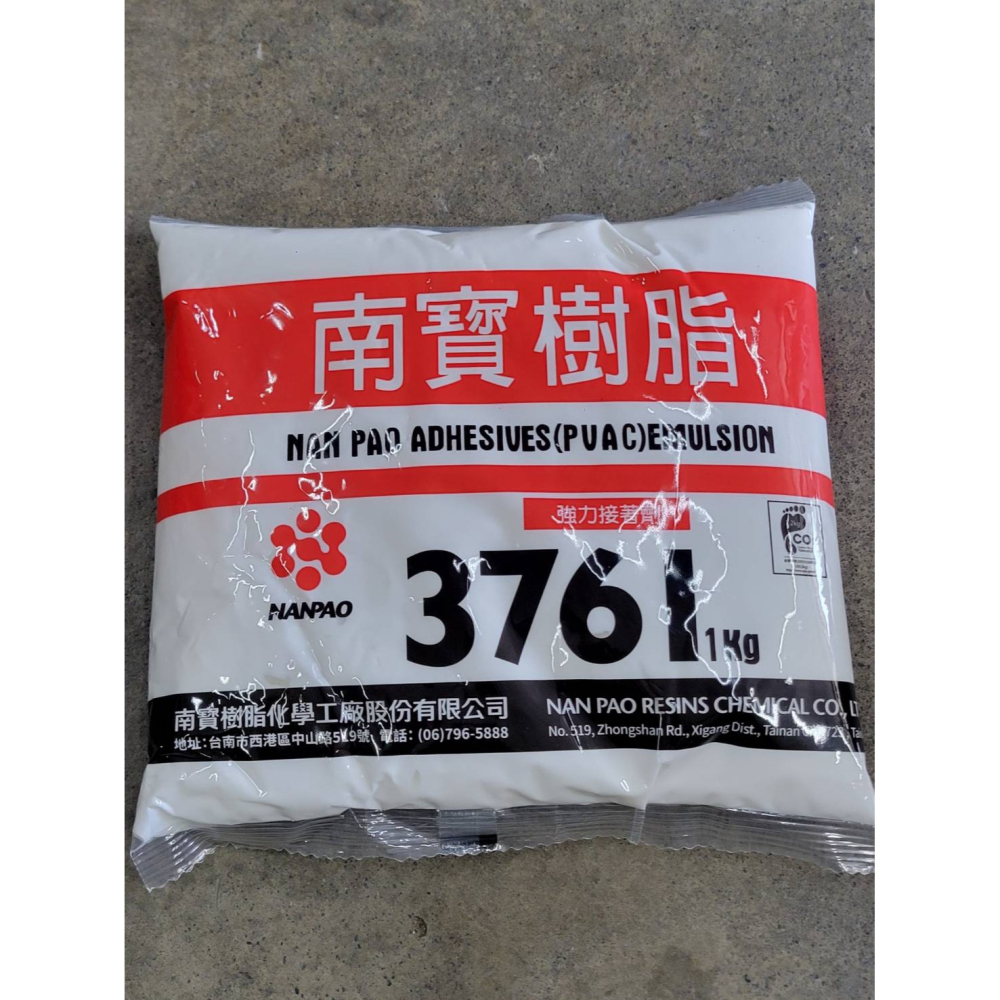 南寶樹脂
NAN PAO ADHESIVES(PVAC)EMULSION
強力接著劑
CO
NANPAO
3761
1Kg
南寶樹脂化學工廠股份有限公司
地址:台南市西港區中山路519號 電話: (06)796-5888
NAN PAO RESINS CHEMICAL CO.,
No. 519, Zhongshan Rd., Xigang Dist., Tainan